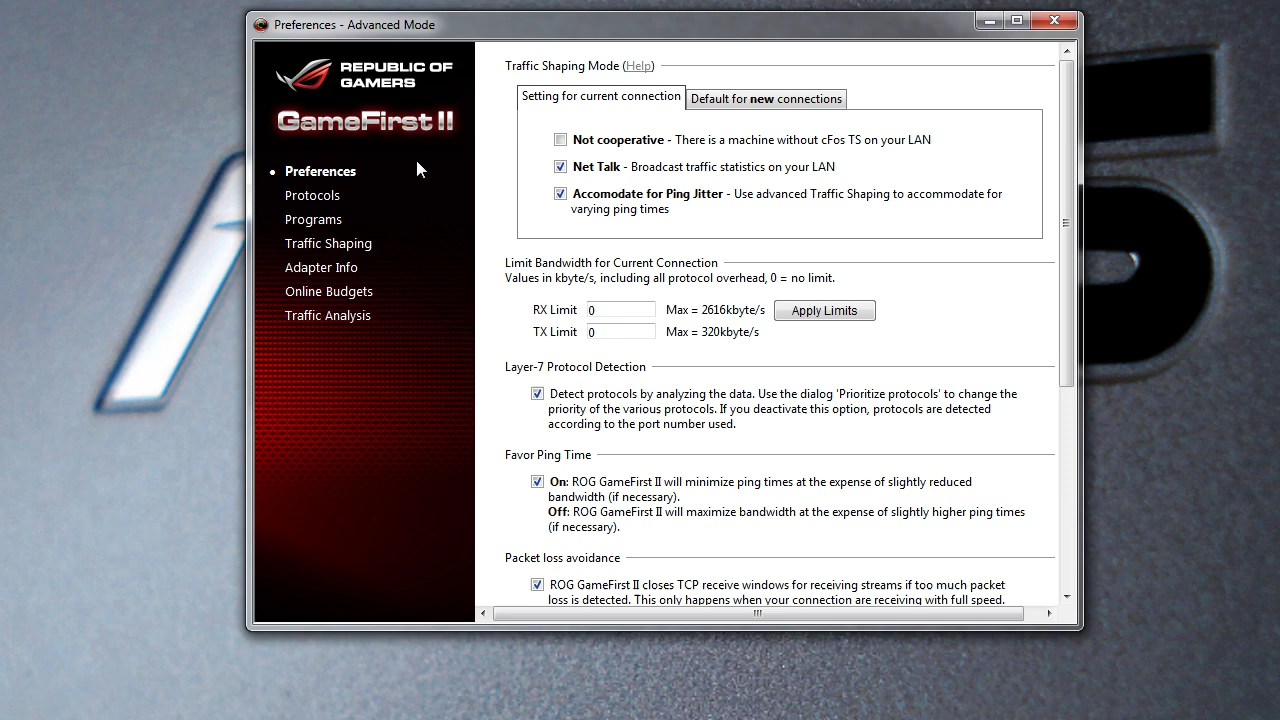 Preferences - Advanced Mode
REPUBLIC OF
GAMERS
GameFirst II
Preferences
Protocols
Programs
Traffic Shaping
Adapter Info
Online Budgets
Traffic Analysis
Traffic Shaping Mode (Help)
Setting for current connection
Default for new connections
Not cooperative - There is a machine without cFos TS on your LAN
Net Talk - Broadcast traffic statistics on your LAN
Accomodate for Ping Jitter - Use advanced Traffic Shaping to accommodate for
varying ping times
Limit Bandwidth for Current Connection
Values in kbyte/s, including all protocol overhead, 0 = no limit.
RX Limit 0 Max = 2616kbyte/s Apply Limits
TX Limit 0 Max = 320kbyte/s
Layer-7 Protocol Detection
Detect protocols by analyzing the data. Use the dialog 'Prioritize protocols' to change the
priority of the various protocols. If you deactivate this option, protocols are detected
according to the port number used.
Favor Ping Time
On: ROG GameFirst II will minimize ping times at the expense of slightly reduced
bandwidth (if necessary).
Off: ROG GameFirst II will maximize bandwidth at the expense of slightly higher ping times
(if necessary).
Packet loss avoidance
ROG GameFirst II closes TCP receive windows for receiving streams if too much packet
loss is detected. This only happens when your connection are receiving with full speed.